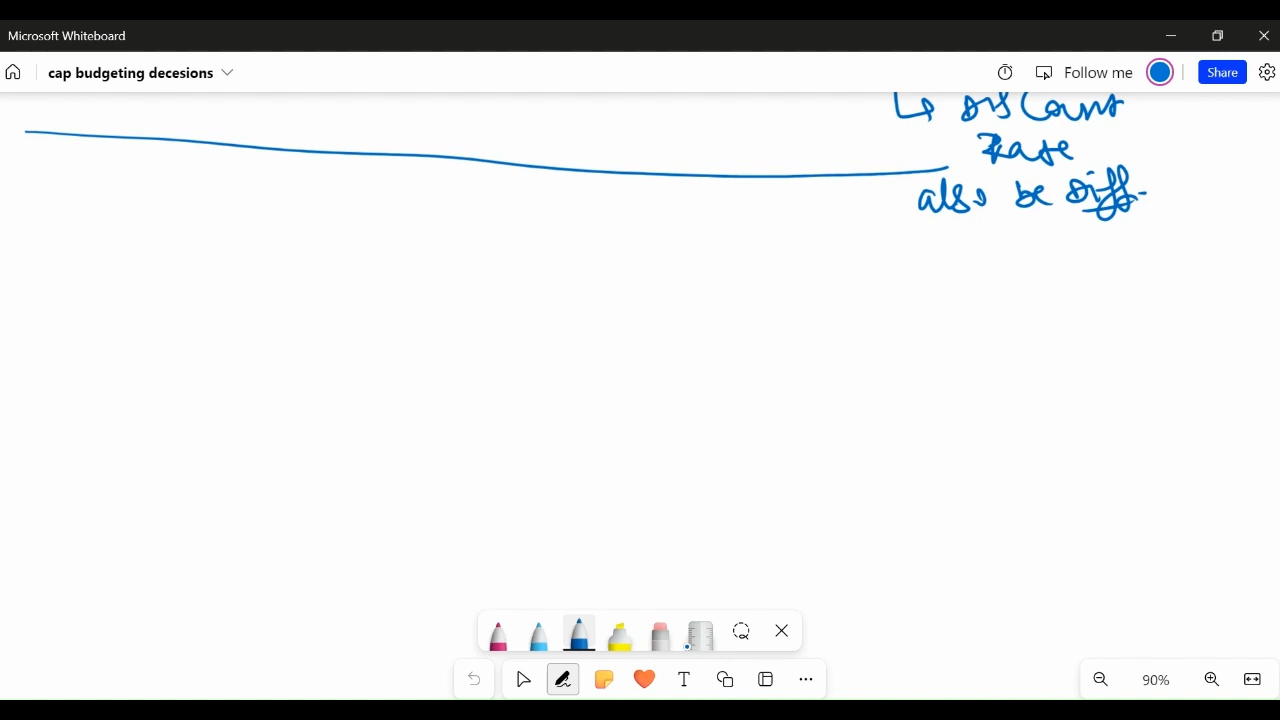 Microsoft Whiteboard
cap budgeting decesions
Follow me
Share
↳ Discount
Rate
also be Diff.
T
90%